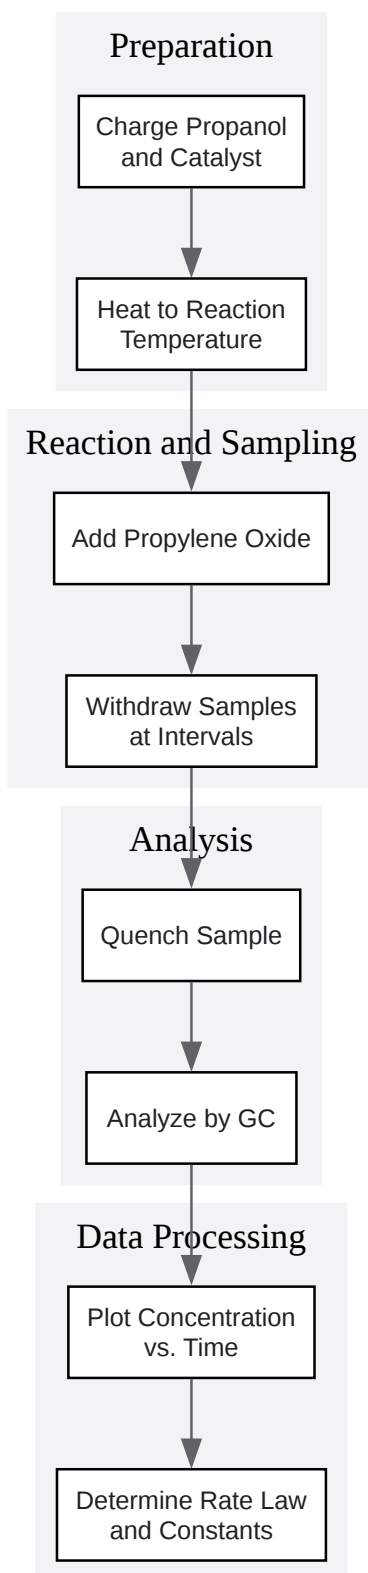 Preparation
Charge Propanol
and Catalyst
Heat to Reaction
Temperature
Reaction and Sampling
Add Propylene Oxide
Withdraw Samples
at Intervals
Analysis
Quench Sample
Analyze by GC
Data Processing
Plot Concentration
vs. Time
Determine Rate Law
and Constants